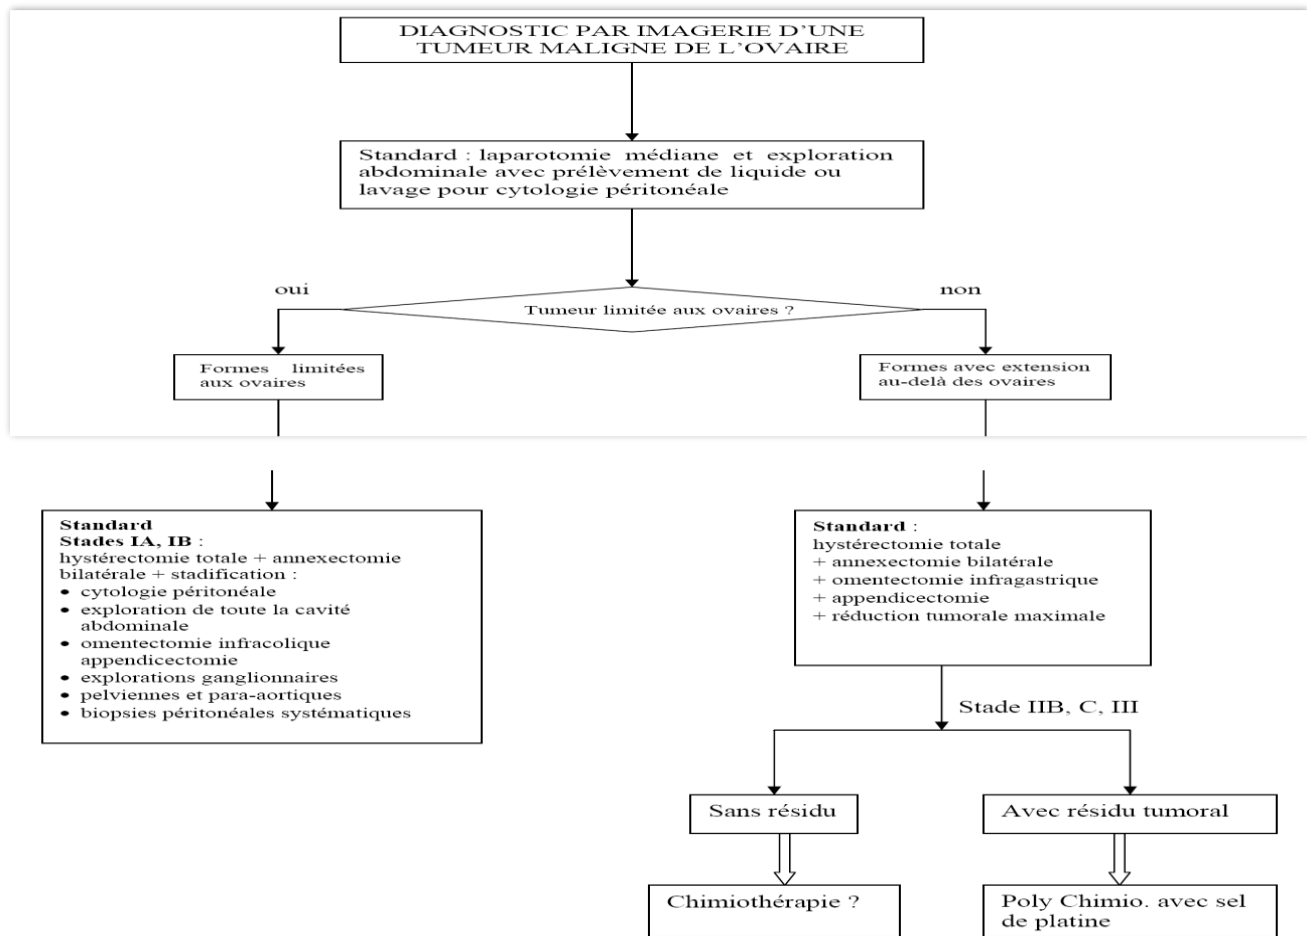 DIAGNOSTIC PAR IMAGERIE D’UNE
TUMEUR MALIGNE DE L’OVAIRE
Standard : laparotomie médiane et exploration
abdominale avec prélèvement de liquide ou
lavage pour cytologie péritonéale
oui
non
Tumeur limitée aux ovaires ?
Formes limitées
aux ovaires
Formes avec extension
au-delà des ovaires
Standard
Stades IA, IB :
hystérectomie totale + annexectomie
bilatérale + stadification :
• cytologie péritonéale
• exploration de toute la cavité
abdominale
• omentectomie infracolique
appendicectomie
• explorations ganglionnaires
• pelviennes et para-aortiques
• biopsies péritonéales systématiques
Standard :
hystérectomie totale
+ annexectomie bilatérale
+ omentectomie infragastrique
+ appendicectomie
+ réduction tumorale maximale
Stade IIB, C, III
Sans résidu
Avec résidu tumoral
Chimiothérapie ?
Poly Chimio. avec sel
de platine